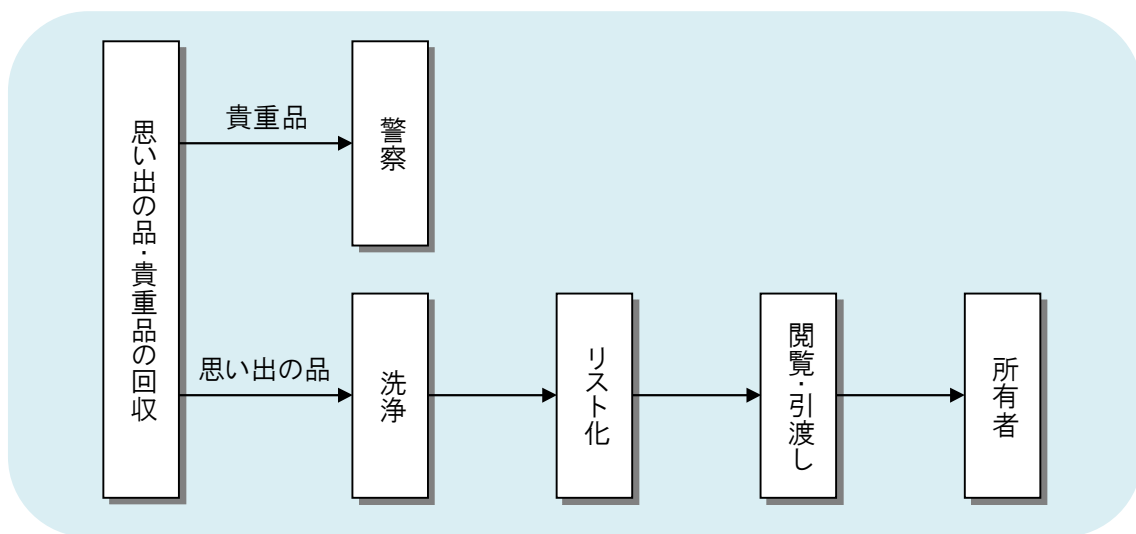 思い出の品・貴重品の回収
貴重品
警察
思い出の品
洗浄
リスト化
閲覧・引渡し
所有者